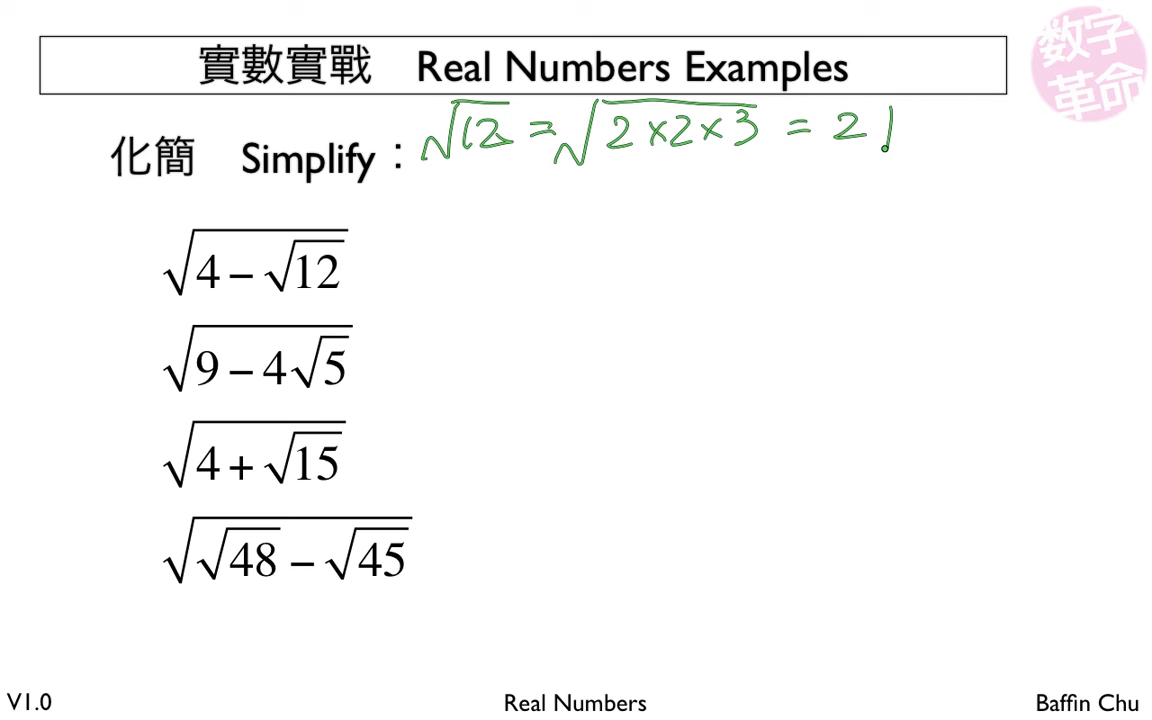 實數實戰 Real Numbers Examples
数字
革命
√12 = √(2×2×3) = 2
化簡 Simplify：
√(4 − √12)
√(9 − 4√5)
√(4 + √15)
√(√48 − √45)
V1.0 Real Numbers Baffin Chu